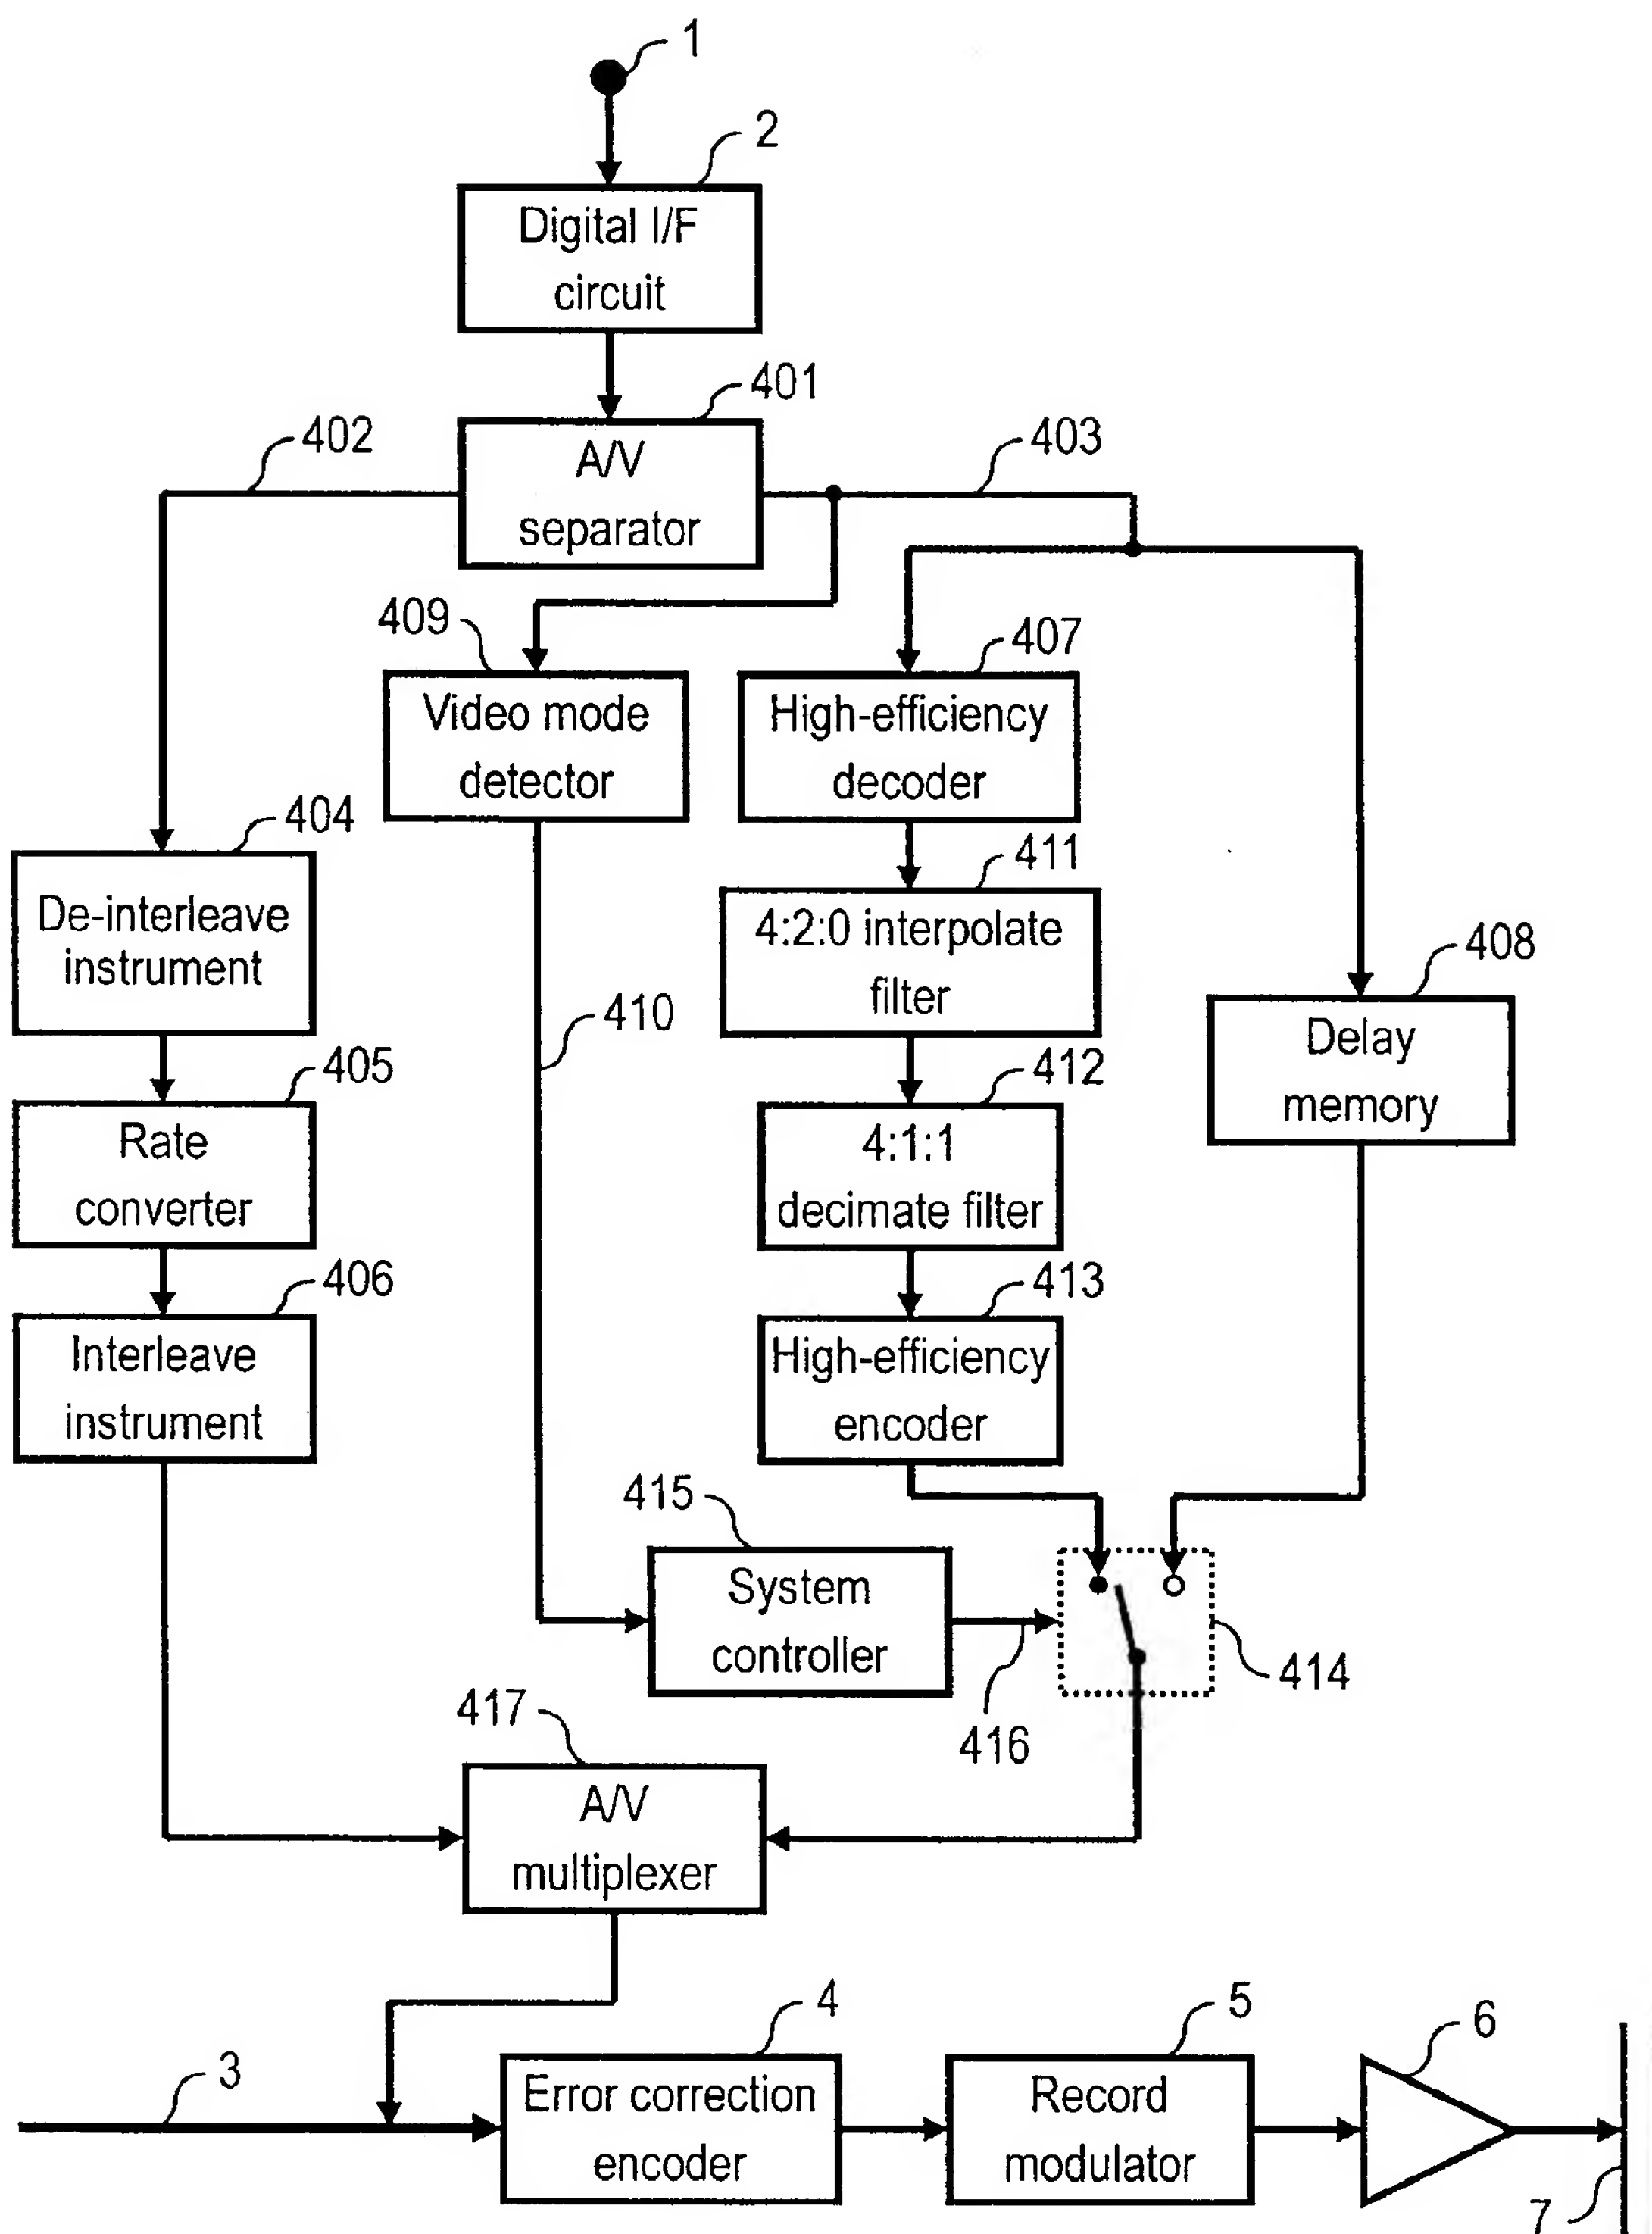 1
2
Digital I/F
circuit
401
402
403
A/V
separator
409
407
Video mode
detector
High-efficiency
decoder
404
411
De-interleave
instrument
4:2:0 interpolate
filter
408
410
405
412
Delay
memory
Rate
converter
4:1:1
decimate filter
406
413
Interleave
instrument
High-efficiency
encoder
415
System
controller
414
416
417
A/V
multiplexer
4
5
6
3
Error correction
encoder
Record
modulator
7